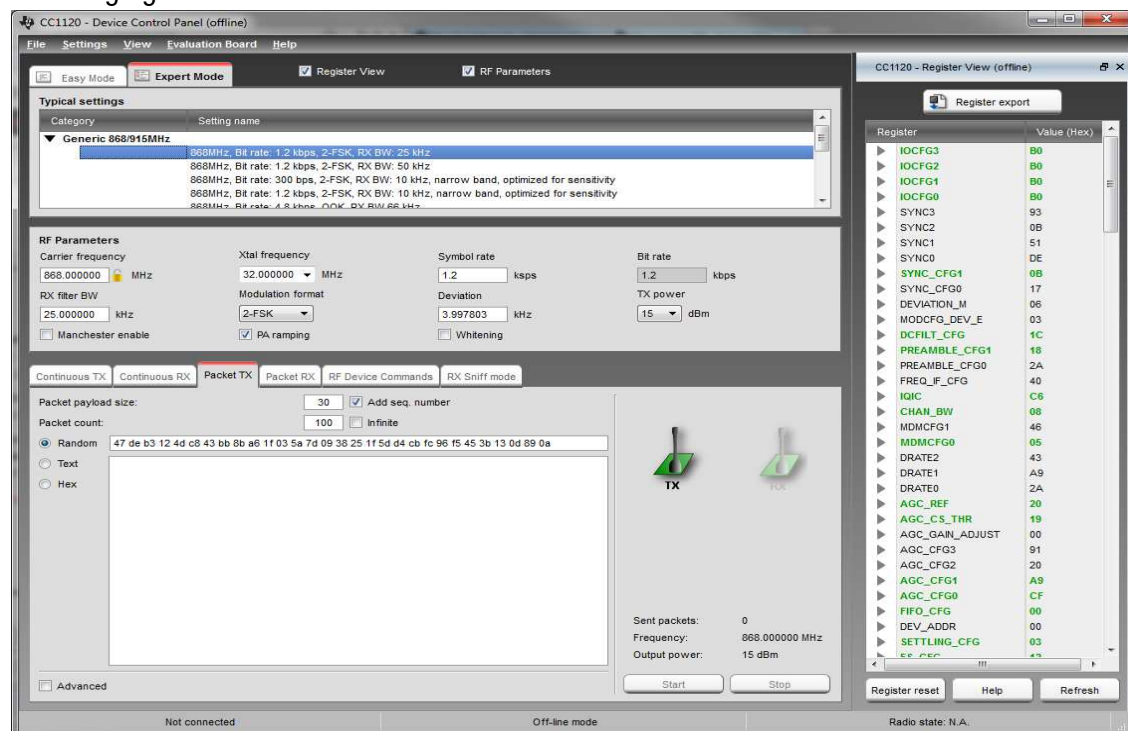 CC1120 - Device Control Panel (offline)
File Settings View Evaluation Board Help
Easy Mode Expert Mode Register View RF Parameters
Typical settings
Category Setting name
Generic 868/915MHz
868MHz, Bit rate: 1.2 kbps, 2-FSK, RX BW: 25 kHz
868MHz, Bit rate: 1.2 kbps, 2-FSK, RX BW: 50 kHz
868MHz, Bit rate: 300 bps, 2-FSK, RX BW: 10 kHz, narrow band, optimized for sensitivity
868MHz, Bit rate: 1.2 kbps, 2-FSK, RX BW: 10 kHz, narrow band, optimized for sensitivity
868MHz, Bit rate: 4.8 kbps, OOK, RX BW 66 kHz
RF Parameters
Carrier frequency Xtal frequency Symbol rate Bit rate
868.000000 MHz 32.000000 MHz 1.2 ksps 1.2 kbps
RX filter BW Modulation format Deviation TX power
25.000000 kHz 2-FSK 3.997803 kHz 15 dBm
Manchester enable PA ramping Whitening
Continuous TX Continuous RX Packet TX Packet RX RF Device Commands RX Sniff mode
Packet payload size: 30 Add seq. number
Packet count: 100 Infinite
Random 47 de b3 12 4d c8 43 bb 8b a6 1f 03 5a 7d 09 38 25 1f 5d d4 cb fc 96 f5 45 3b 13 0d 89 0a
Text
Hex
TX
Sent packets: 0
Frequency: 868.000000 MHz
Output power: 15 dBm
Advanced
Start Stop
Not connected Off-line mode Radio state: N.A.
CC1120 - Register View (offline)
Register export
Register Value (Hex)
IOCFG3 B0
IOCFG2 B0
IOCFG1 B0
IOCFG0 B0
SYNC3 93
SYNC2 0B
SYNC1 51
SYNC0 DE
SYNC_CFG1 0B
SYNC_CFG0 17
DEVIATION_M 06
MODCFG_DEV_E 03
DCFILT_CFG 1C
PREAMBLE_CFG1 18
PREAMBLE_CFG0 2A
FREQ_IF_CFG 40
IQIC C6
CHAN_BW 08
MDMCFG1 46
MDMCFG0 05
DRATE2 43
DRATE1 A9
DRATE0 2A
AGC_REF 20
AGC_CS_THR 19
AGC_GAIN_ADJUST 00
AGC_CFG3 91
AGC_CFG2 20
AGC_CFG1 A9
AGC_CFG0 CF
FIFO_CFG 00
DEV_ADDR 00
SETTLING_CFG 03
Register reset Help Refresh